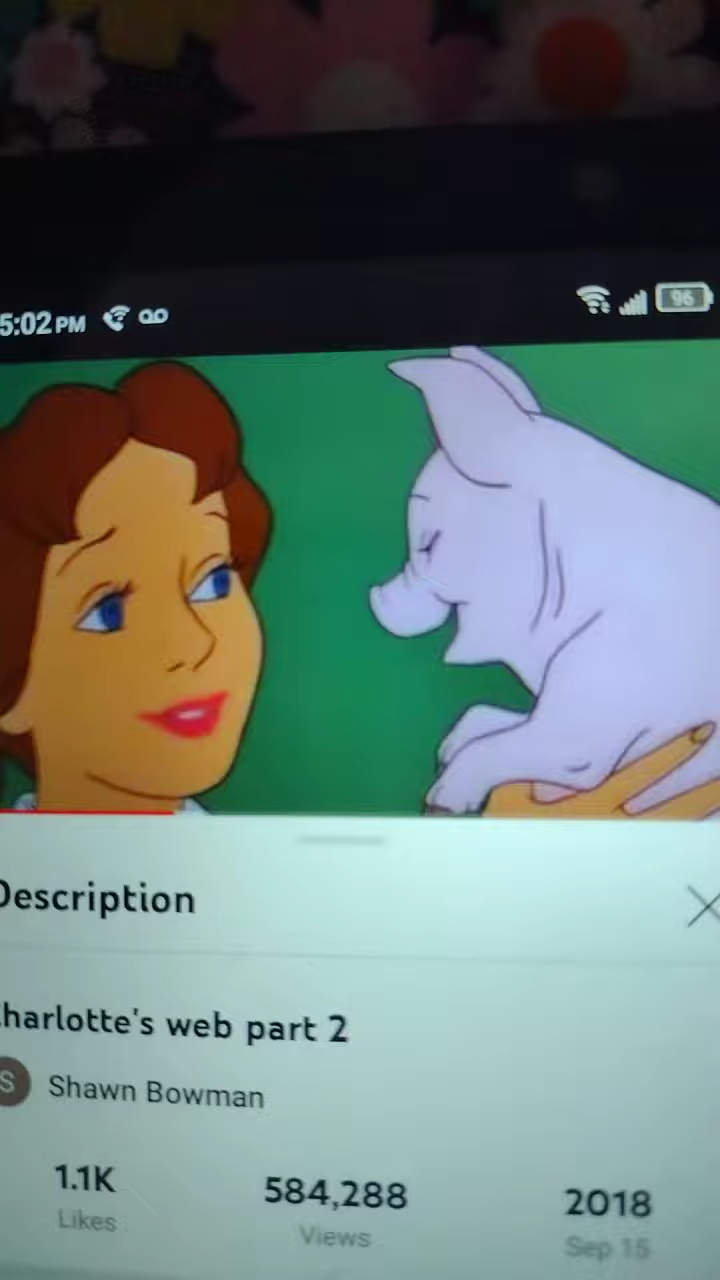 5:02 PM 96
Description
Charlotte's web part 2
S Shawn Bowman
1.1K 584,288 2018
Likes Views Sep 15